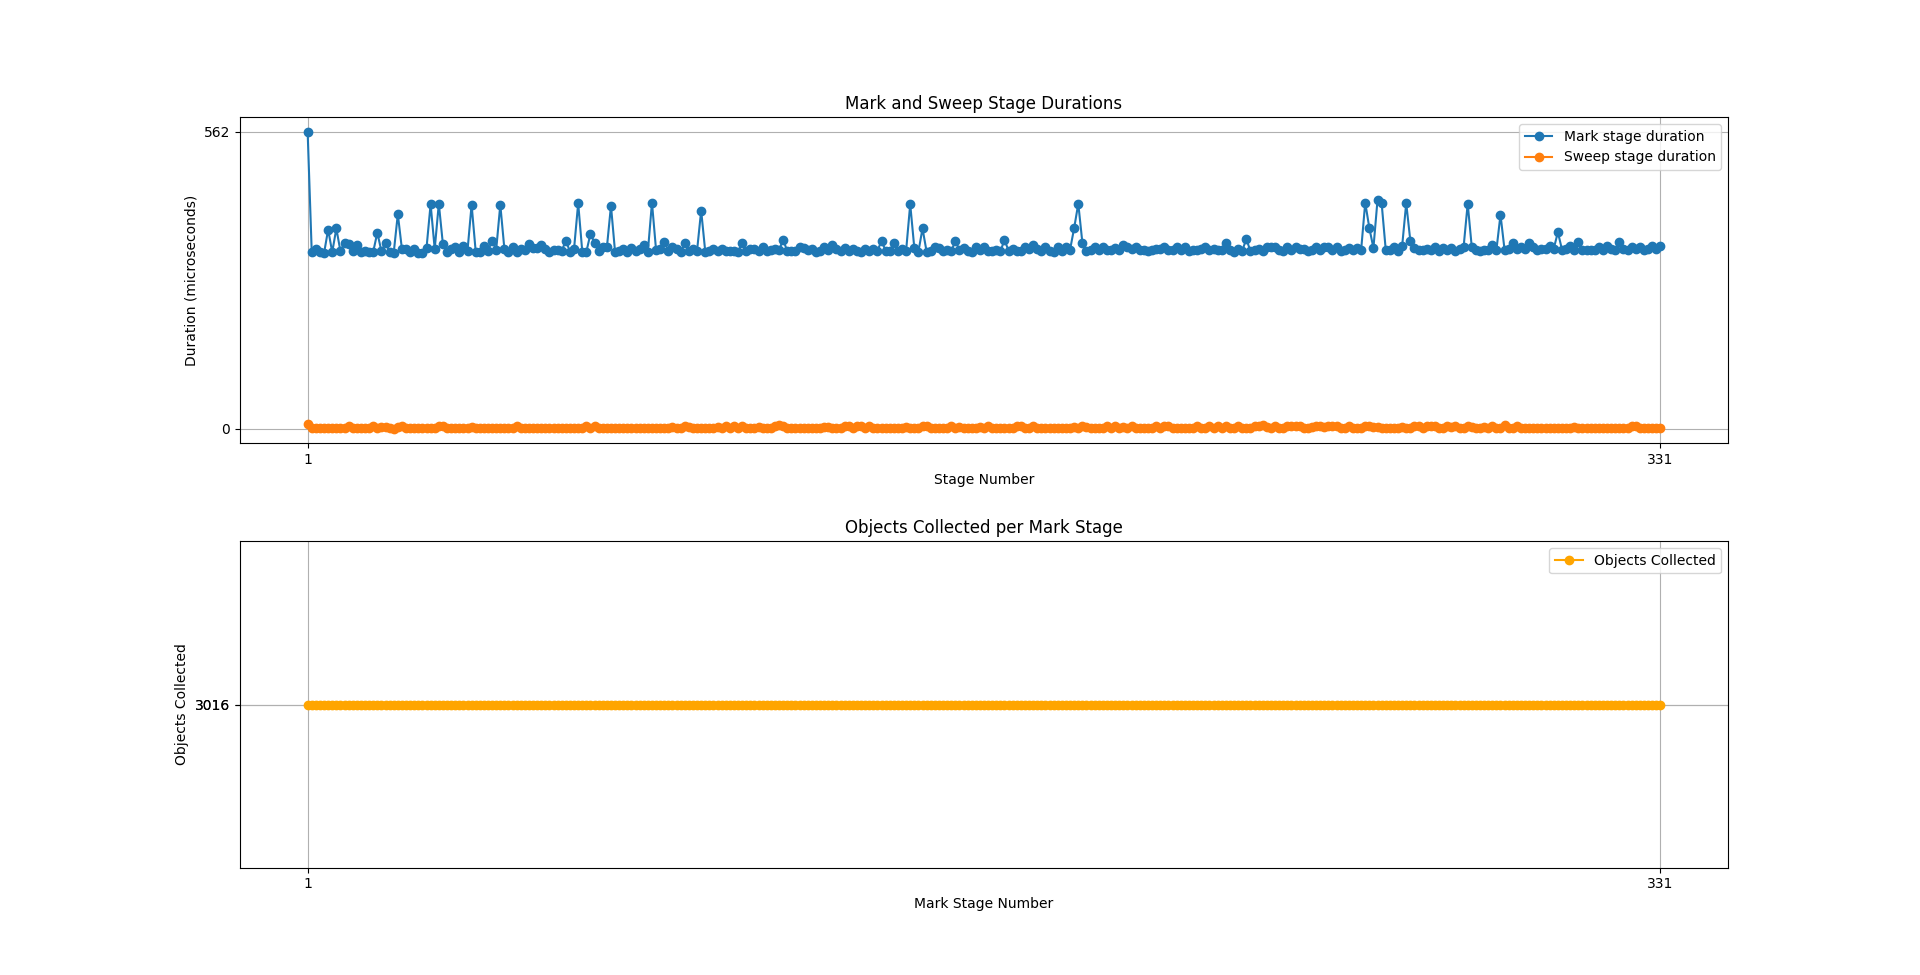 Mark and Sweep Stage Durations
562
Mark stage duration
Sweep stage duration
Duration (microseconds)
0
1
331
Stage Number
Objects Collected per Mark Stage
Objects Collected
Objects Collected
3016
1
331
Mark Stage Number